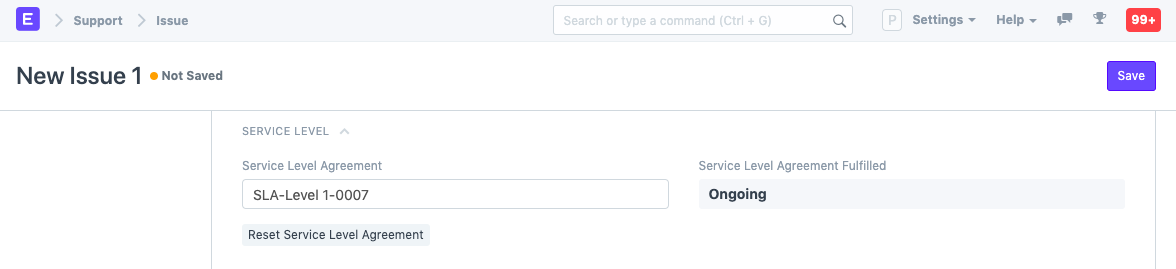 E Support Issue Search or type a command (Ctrl + G) P Settings Help 99+
New Issue 1 Not Saved Save
SERVICE LEVEL
Service Level Agreement Service Level Agreement Fulfilled
SLA-Level 1-0007 Ongoing
Reset Service Level Agreement